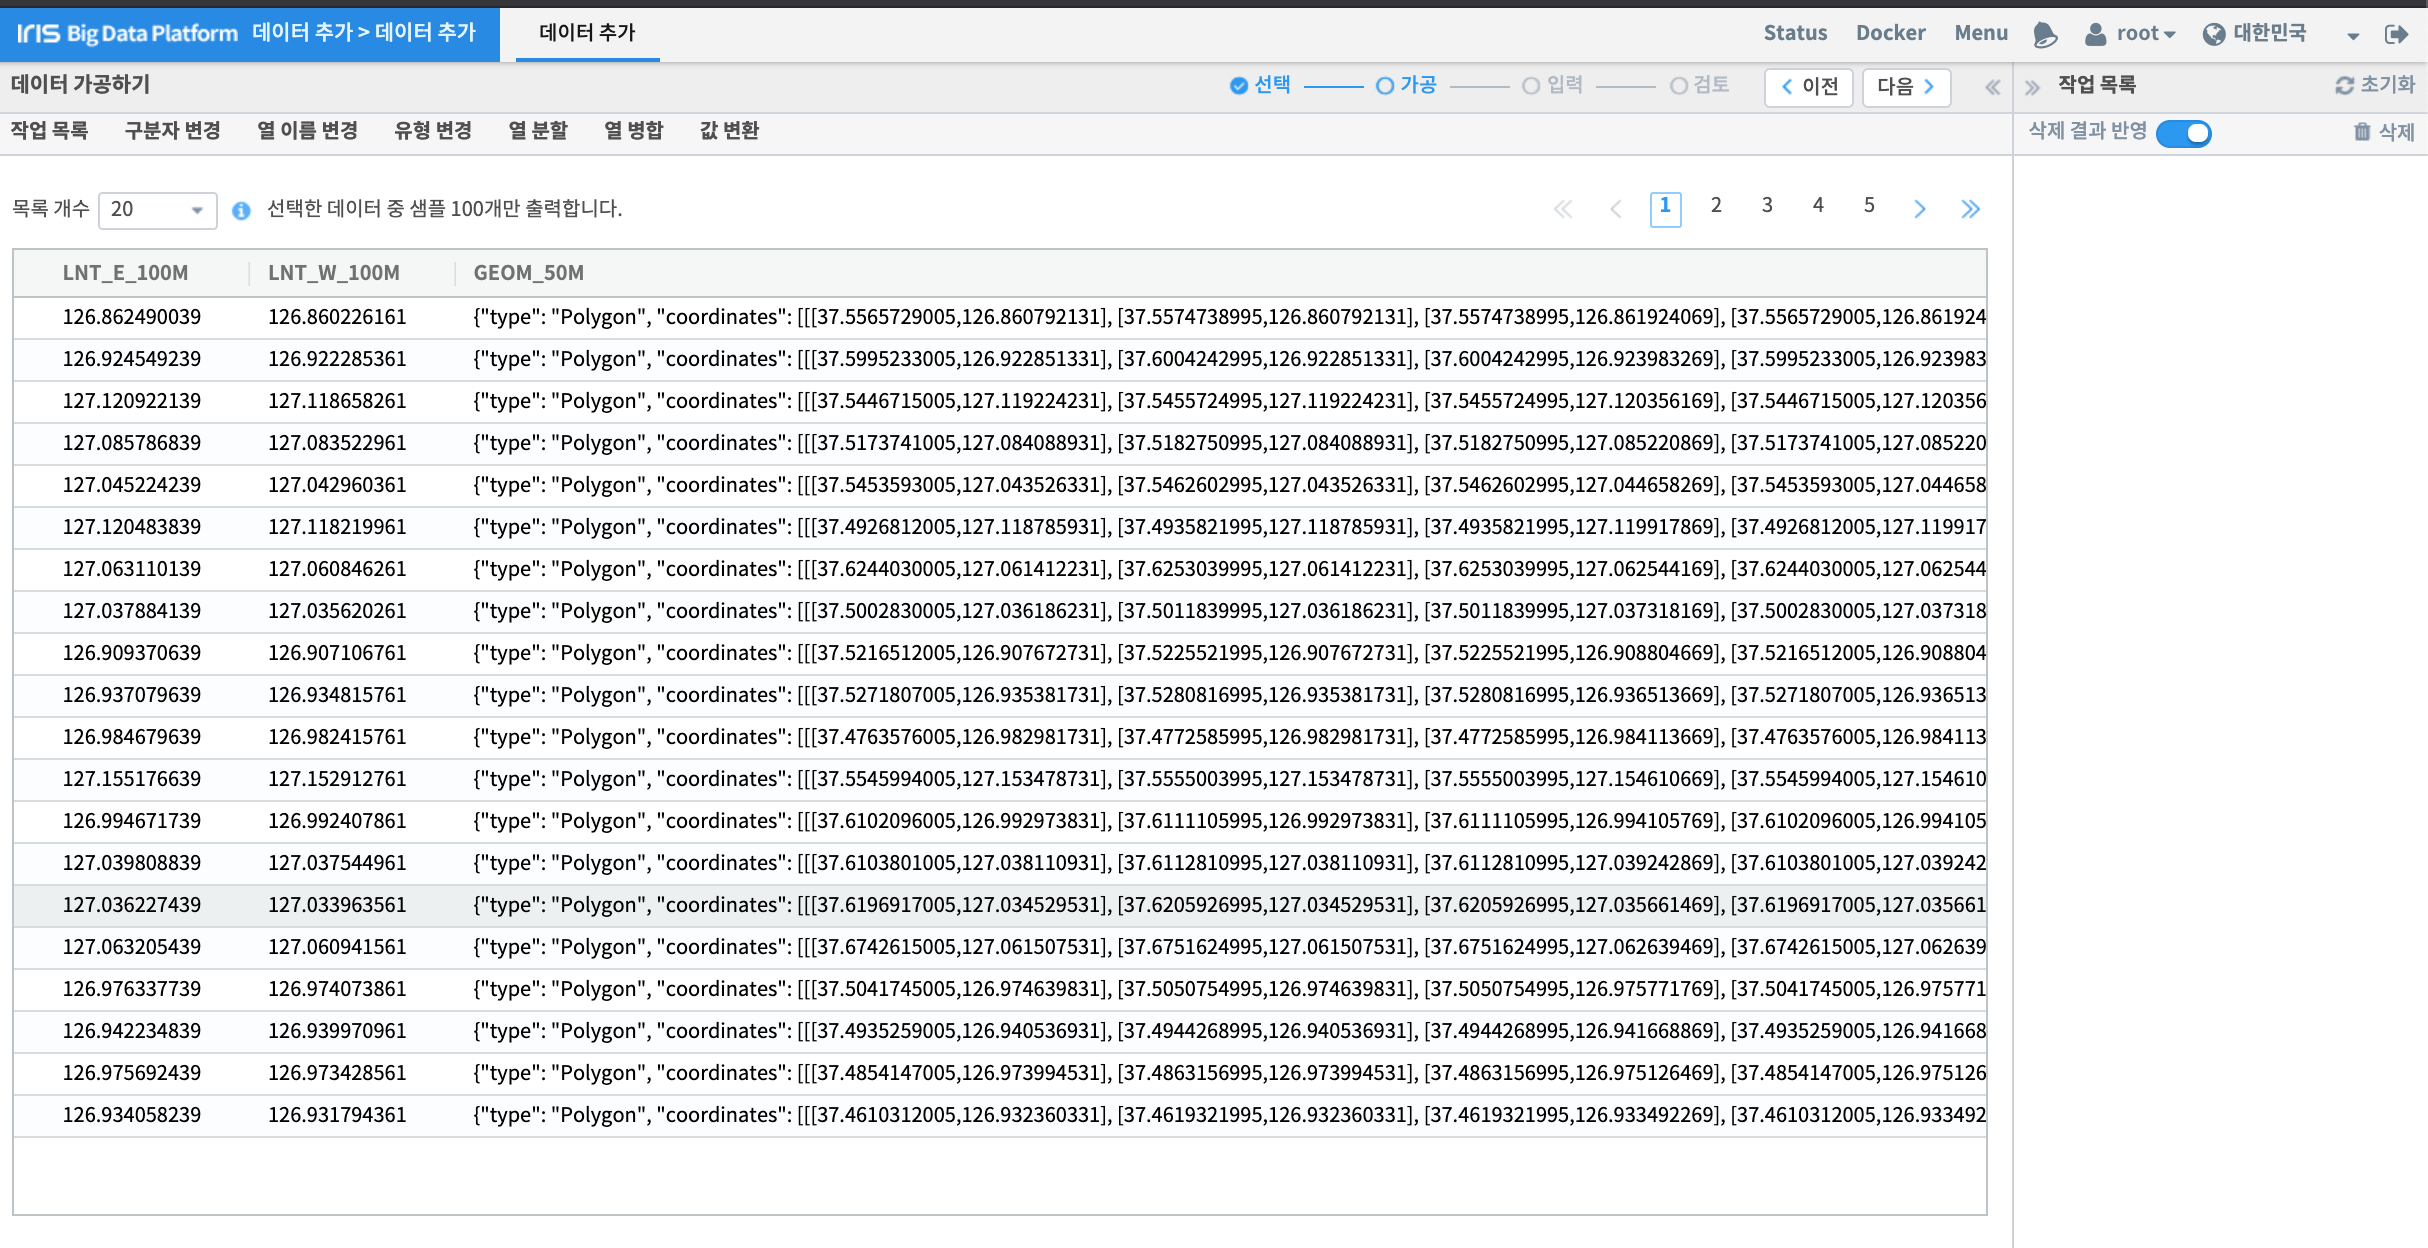 IRIS Big Data Platform 데이터 추가 > 데이터 추가 데이터 추가 Status Docker Menu root 대한민국
데이터 가공하기 선택 가공 입력 검토 이전 다음 작업 목록 초기화
작업 목록 구분자 변경 열 이름 변경 유형 변경 열 분할 열 병합 값 변환 삭제 결과 반영 삭제
목록 개수 20 선택한 데이터 중 샘플 100개만 출력합니다. 1 2 3 4 5
LNT_E_100M LNT_W_100M GEOM_50M
126.862490039 126.860226161 {"type": "Polygon", "coordinates": [[[37.5565729005,126.860792131], [37.5574738995,126.860792131], [37.5574738995,126.861924069], [37.5565729005,126.861924
126.924549239 126.922285361 {"type": "Polygon", "coordinates": [[[37.5995233005,126.922851331], [37.6004242995,126.922851331], [37.6004242995,126.923983269], [37.5995233005,126.923983
127.120922139 127.118658261 {"type": "Polygon", "coordinates": [[[37.5446715005,127.119224231], [37.5455724995,127.119224231], [37.5455724995,127.120356169], [37.5446715005,127.120356
127.085786839 127.083522961 {"type": "Polygon", "coordinates": [[[37.5173741005,127.084088931], [37.5182750995,127.084088931], [37.5182750995,127.085220869], [37.5173741005,127.085220
127.045224239 127.042960361 {"type": "Polygon", "coordinates": [[[37.5453593005,127.043526331], [37.5462602995,127.043526331], [37.5462602995,127.044658269], [37.5453593005,127.044658
127.120483839 127.118219961 {"type": "Polygon", "coordinates": [[[37.4926812005,127.118785931], [37.4935821995,127.118785931], [37.4935821995,127.119917869], [37.4926812005,127.119917
127.063110139 127.060846261 {"type": "Polygon", "coordinates": [[[37.6244030005,127.061412231], [37.6253039995,127.061412231], [37.6253039995,127.062544169], [37.6244030005,127.062544
127.037884139 127.035620261 {"type": "Polygon", "coordinates": [[[37.5002830005,127.036186231], [37.5011839995,127.036186231], [37.5011839995,127.037318169], [37.5002830005,127.037318
126.909370639 126.907106761 {"type": "Polygon", "coordinates": [[[37.5216512005,126.907672731], [37.5225521995,126.907672731], [37.5225521995,126.908804669], [37.5216512005,126.908804
126.937079639 126.934815761 {"type": "Polygon", "coordinates": [[[37.5271807005,126.935381731], [37.5280816995,126.935381731], [37.5280816995,126.936513669], [37.5271807005,126.936513
126.984679639 126.982415761 {"type": "Polygon", "coordinates": [[[37.4763576005,126.982981731], [37.4772585995,126.982981731], [37.4772585995,126.984113669], [37.4763576005,126.984113
127.155176639 127.152912761 {"type": "Polygon", "coordinates": [[[37.5545994005,127.153478731], [37.5555003995,127.153478731], [37.5555003995,127.154610669], [37.5545994005,127.154610
126.994671739 126.992407861 {"type": "Polygon", "coordinates": [[[37.6102096005,126.992973831], [37.6111105995,126.992973831], [37.6111105995,126.994105769], [37.6102096005,126.994105
127.039808839 127.037544961 {"type": "Polygon", "coordinates": [[[37.6103801005,127.038110931], [37.6112810995,127.038110931], [37.6112810995,127.039242869], [37.6103801005,127.039242
127.036227439 127.033963561 {"type": "Polygon", "coordinates": [[[37.6196917005,127.034529531], [37.6205926995,127.034529531], [37.6205926995,127.035661469], [37.6196917005,127.035661
127.063205439 127.060941561 {"type": "Polygon", "coordinates": [[[37.6742615005,127.061507531], [37.6751624995,127.061507531], [37.6751624995,127.062639469], [37.6742615005,127.062639
126.976337739 126.974073861 {"type": "Polygon", "coordinates": [[[37.5041745005,126.974639831], [37.5050754995,126.974639831], [37.5050754995,126.975771769], [37.5041745005,126.975771
126.942234839 126.939970961 {"type": "Polygon", "coordinates": [[[37.4935259005,126.940536931], [37.4944268995,126.940536931], [37.4944268995,126.941668869], [37.4935259005,126.941668
126.975692439 126.973428561 {"type": "Polygon", "coordinates": [[[37.4854147005,126.973994531], [37.4863156995,126.973994531], [37.4863156995,126.975126469], [37.4854147005,126.975126
126.934058239 126.931794361 {"type": "Polygon", "coordinates": [[[37.4610312005,126.932360331], [37.4619321995,126.932360331], [37.4619321995,126.933492269], [37.4610312005,126.933492